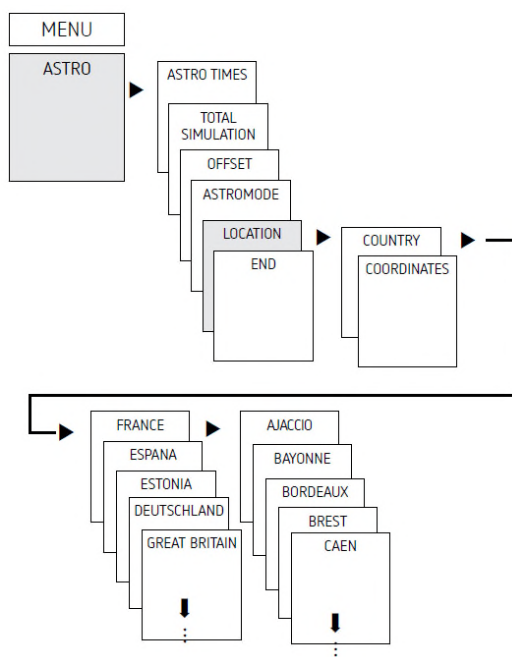 MENU
ASTRO
ASTRO TIMES
TOTAL
SIMULATION
OFFSET
ASTROMODE
LOCATION
END
COUNTRY
COORDINATES
FRANCE
ESPANA
ESTONIA
DEUTSCHLAND
GREAT BRITAIN
AJACCIO
BAYONNE
BORDEAUX
BREST
CAEN